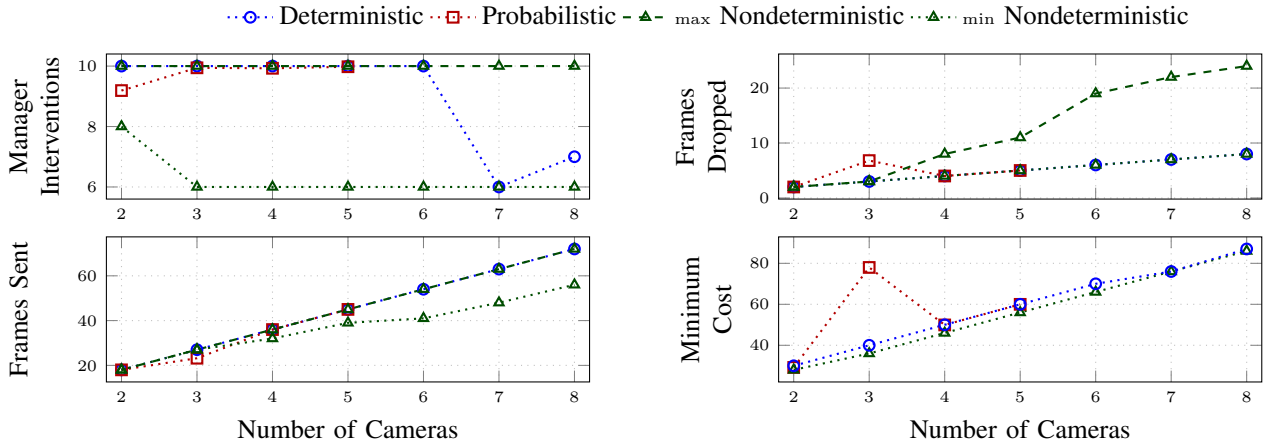 Deterministic Probabilistic max Nondeterministic min Nondeterministic
Manager
Interventions
10
8
6
2 3 4 5 6 7 8
Frames
Dropped
20
10
0
2 3 4 5 6 7 8
Frames Sent
60
40
20
2 3 4 5 6 7 8
Number of Cameras
Minimum
Cost
80
60
40
2 3 4 5 6 7 8
Number of Cameras